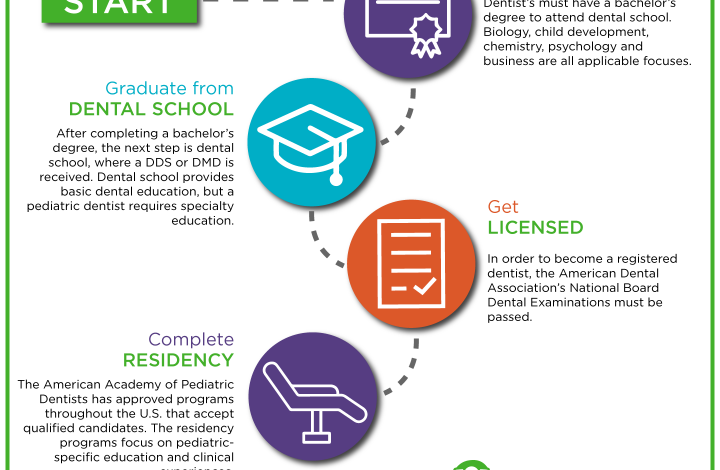 START
Dentist's must have a bachelor's
degree to attend dental school.
Biology, child development,
chemistry, psychology and
business are all applicable focuses.
Graduate from
DENTAL SCHOOL
After completing a bachelor's
degree, the next step is dental
school, where a DDS or DMD is
received. Dental school provides
basic dental education, but a
pediatric dentist requires specialty
education.
Get
LICENSED
In order to become a registered
dentist, the American Dental
Association's National Board
Dental Examinations must be
passed.
Complete
RESIDENCY
The American Academy of Pediatric
Dentists has approved programs
throughout the U.S. that accept
qualified candidates. The residency
programs focus on pediatric-
specific education and clinical
experiences.